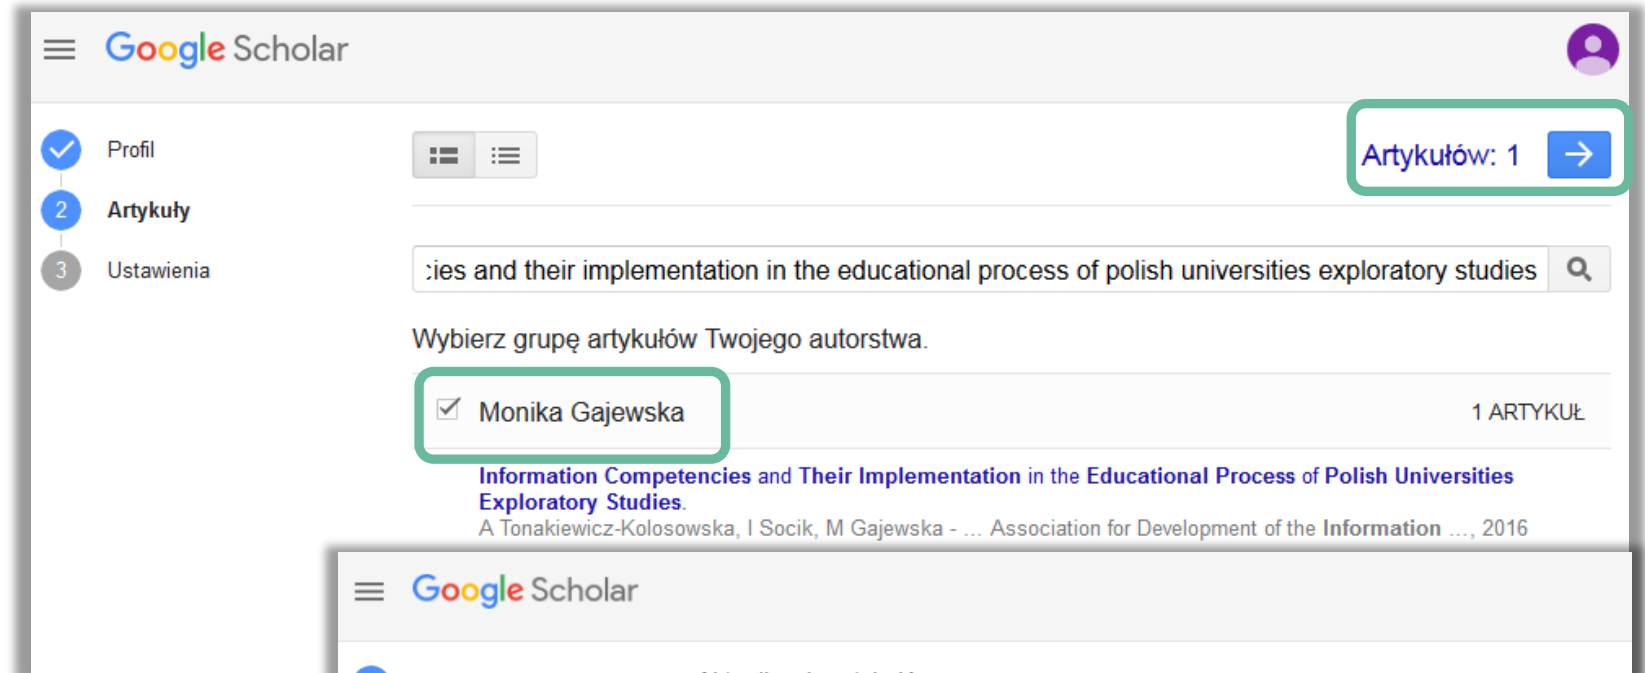 Google Scholar
Profil
Artykułów: 1
2 Artykuły
3 Ustawienia
:ies and their implementation in the educational process of polish universities exploratory studies
Wybierz grupę artykułów Twojego autorstwa.
Monika Gajewska 1 ARTYKUŁ
Information Competencies and Their Implementation in the Educational Process of Polish Universities
Exploratory Studies.
A Tonakiewicz-Kolosowska, I Socik, M Gajewska - ... Association for Development of the Information ..., 2016
Google Scholar